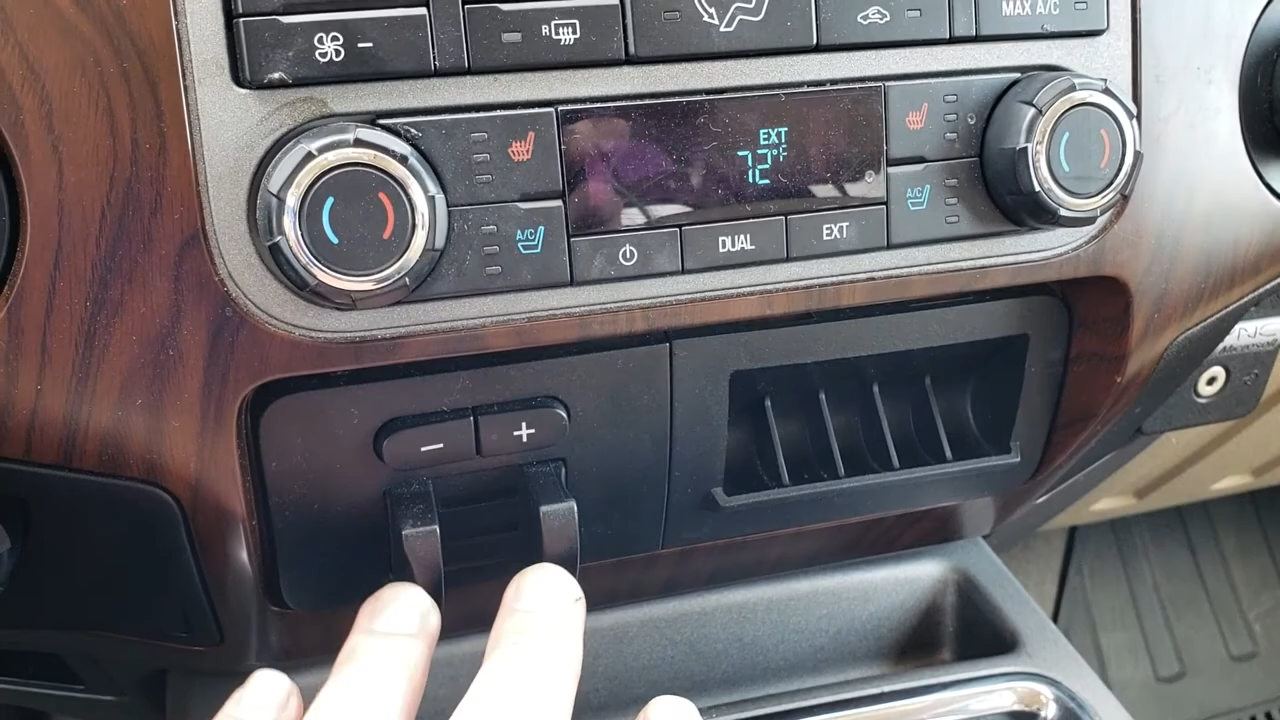 R
MAX A/C
EXT
72°F
A/C
A/C
DUAL
EXT
−
+